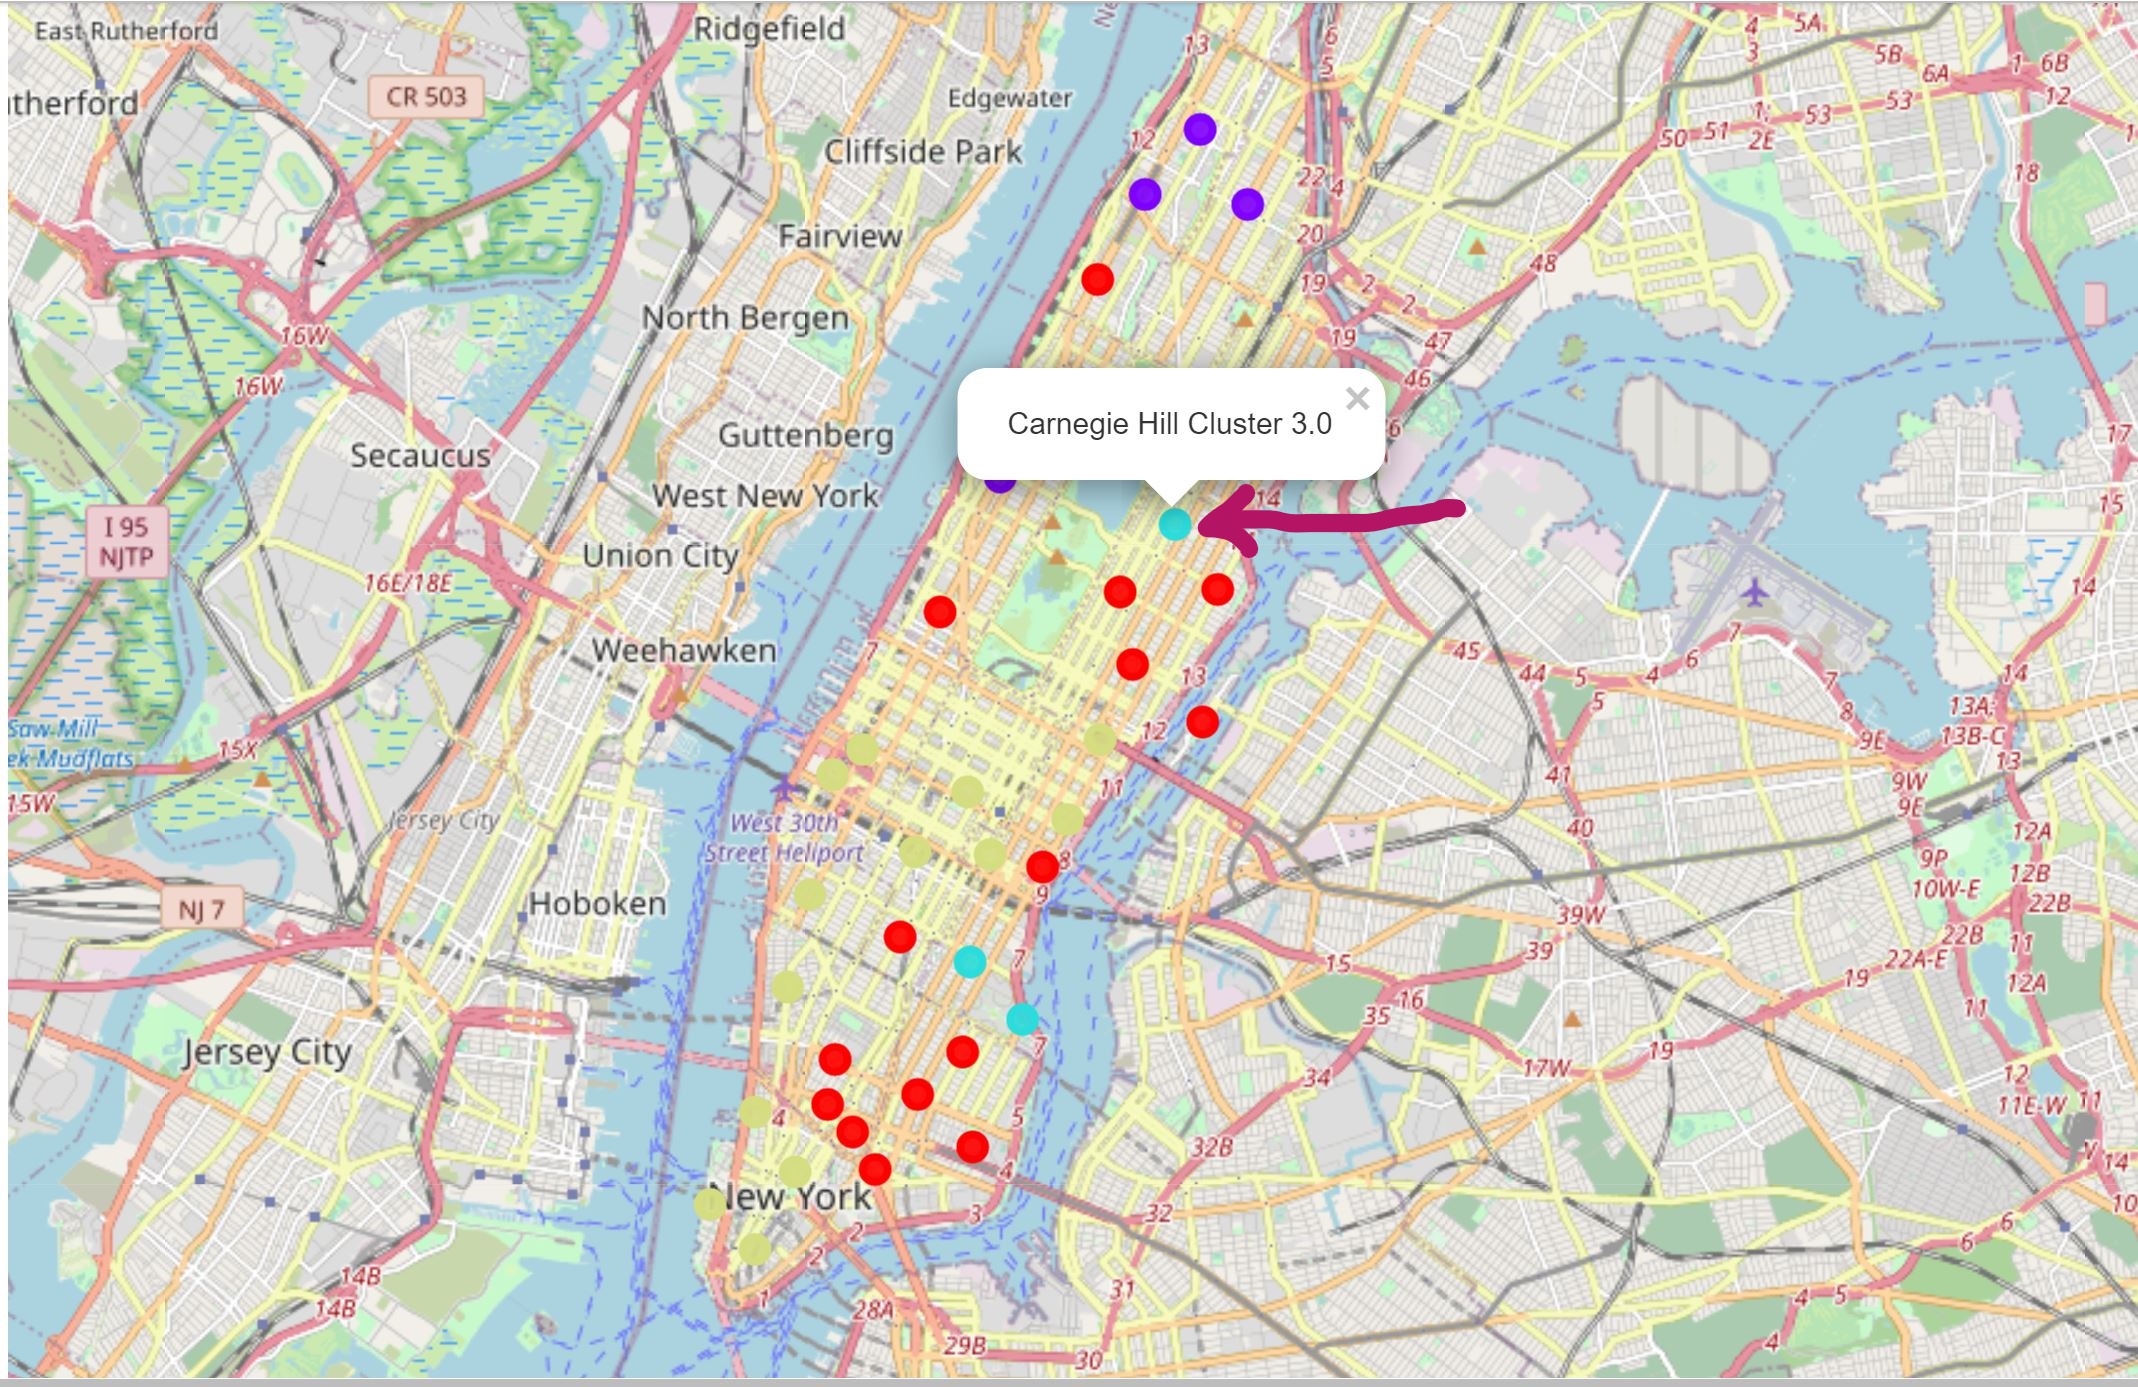 East Rutherford
Ridgefield
Ne
13
6
5
4
3
5A
5B
6A
1
6B
CR 503
Edgewater
12
utherford
53
53
51
50
2E
12
Cliffside Park
22
4
18
Fairview
20
48
19
2
2
North Bergen
16W
19
47
16W
46
Carnegie Hill Cluster 3.0
×
6
Guttenberg
17
Secaucus
West New York
14
15
I 95
NJTP
Union City
16E/18E
14
7
Weehawken
7
45
44
5
4
6
13
14
7
5
8
13A:
Saw Mill
ek Mudflats
15X
12
9E
13B-C
13
41
9W
11
15W
9E
Jersey City
West 30th
Street Heliport
40
12A
8
9P
9
10W-E
12B
NJ 7
Hoboken
39W
22B
22B
7
15
39
22A-E
11
19
12A
16
35
11
Jersey City
7
17W
19
34
12
11E-W
11
4
5
32B
V
14
4
New York
3
32
10
2
6
2
6
14B
31
1
14B
28A
4
5
29B
30
4